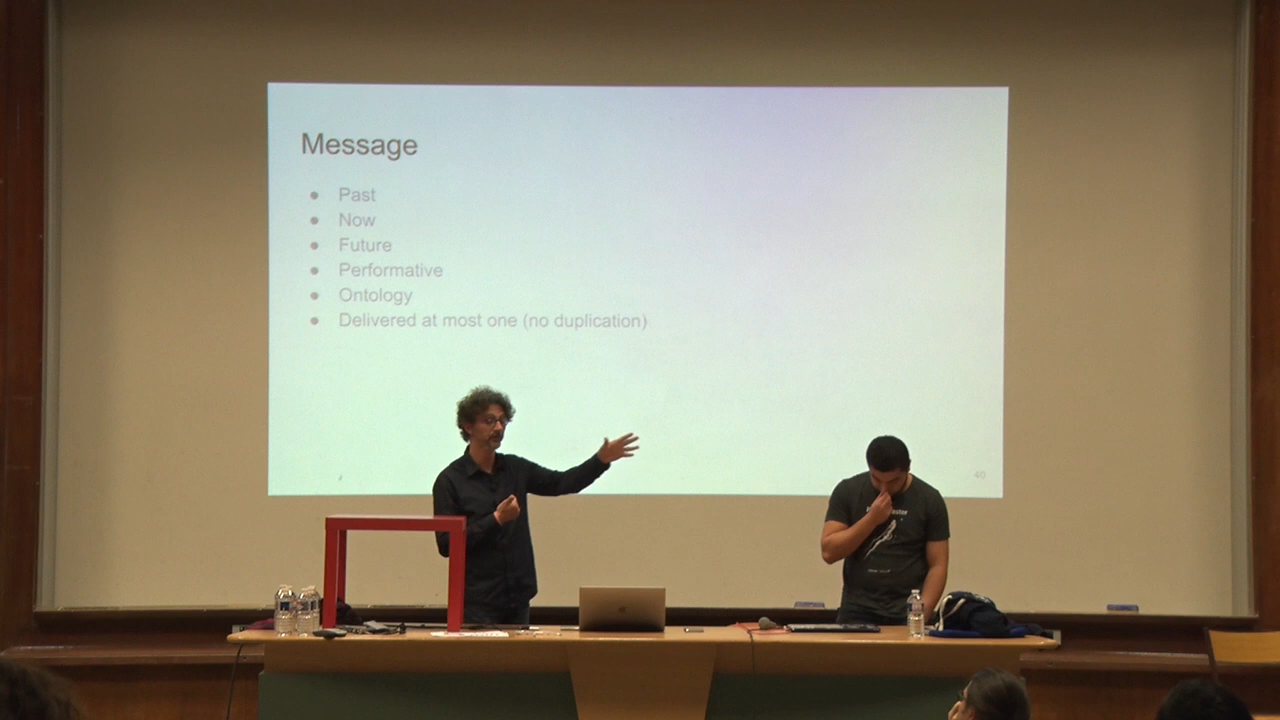 Message
● Past
● Now
● Future
● Performative
● Ontology
● Delivered at most one (no duplication)
40